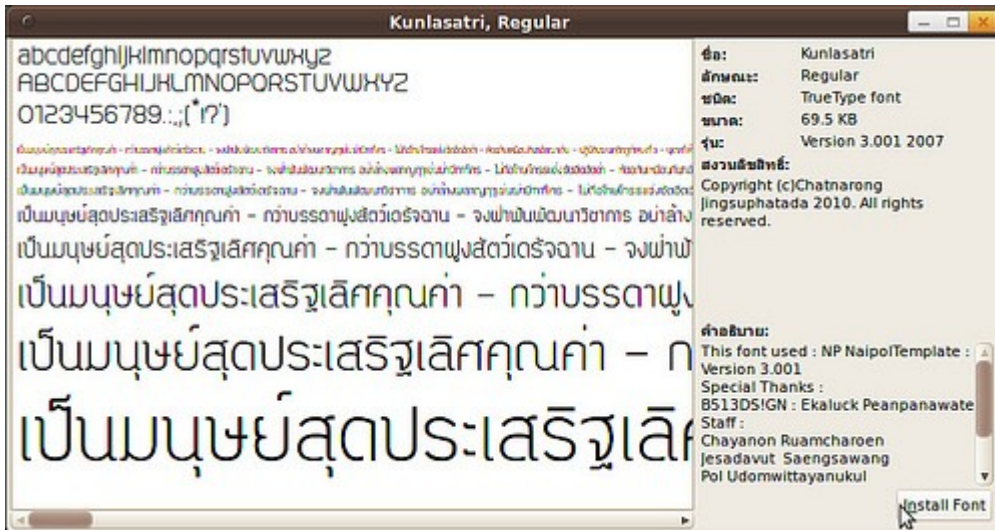 Kunlasatri, Regular
abcdefghijklmnopqrstuvwxyz
ABCDEFGHIJKLMNOPQRSTUVWXYZ
0123456789.:,;(*!?')
เป็นมนุษย์สุดประเสริฐเลิศคุณค่า – กว่าบรรดาฝูงสัตว์เดรัจฉาน – จงฝ่าฟันพัฒนาวิชาการ อย่าล้าง
เป็นมนุษย์สุดประเสริฐเลิศคุณค่า – กว่าบรรดาฝูงสัตว์เดรัจฉาน – จงฝ่าฟั
เป็นมนุษย์สุดประเสริฐเลิศคุณค่า – กว่าบรรดาฝูง
เป็นมนุษย์สุดประเสริฐเลิศคุณค่า – ก
เป็นมนุษย์สุดประเสริฐเลิศ
ชื่อ: Kunlasatri
ลักษณะ: Regular
ชนิด: TrueType font
ขนาด: 69.5 KB
รุ่น: Version 3.001 2007
สงวนลิขสิทธิ์:
Copyright (c)Chatnarong
Jingsuphatada 2010. All rights
reserved.
คำอธิบาย:
This font used : NP NaipolTemplate :
Version 3.001
Special Thanks :
B513DS!GN : Ekaluck Peanpanawate
Staff :
Chayanon Ruamcharoen
Jesadavut Saengsawang
Pol Udomwittayanukul
Install Font